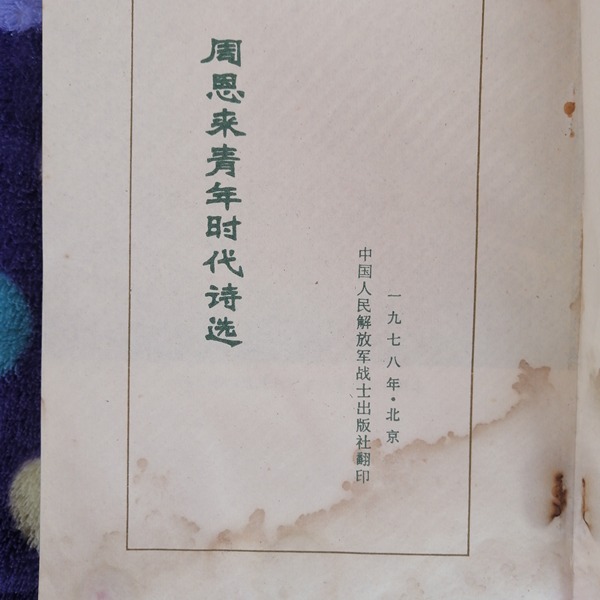 周恩来青年时代诗选
一九七八年·北京
中国人民解放军战士出版社翻印